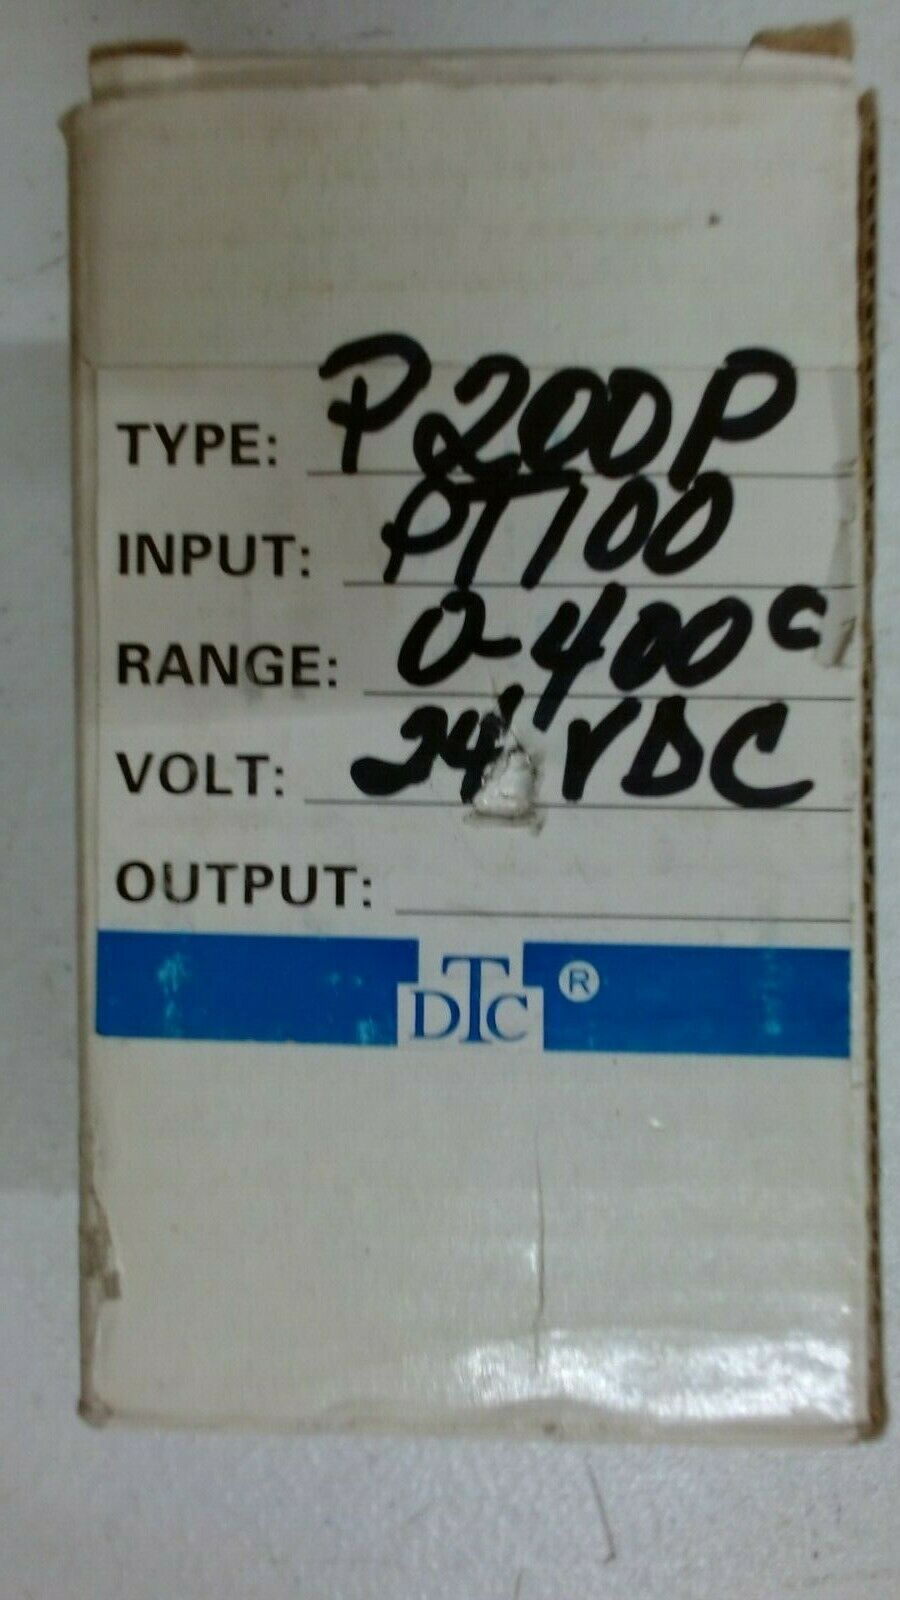 TYPE: P200P
INPUT: PT100
RANGE: 0-400°C
VOLT: 24 VDC
OUTPUT:
DTC ®